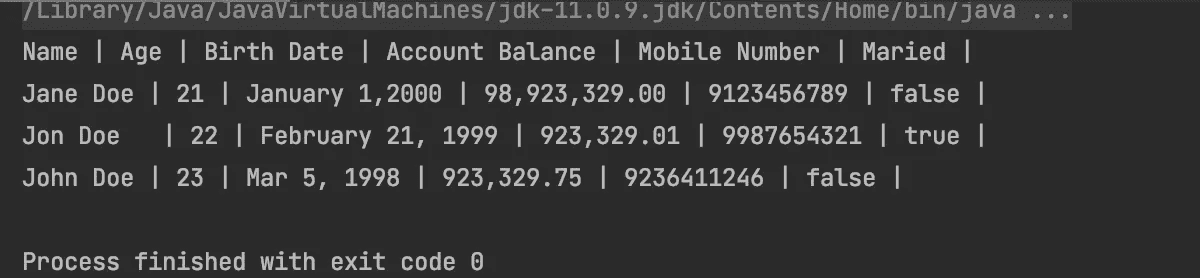 /Library/Java/JavaVirtualMachines/jdk-11.0.9.jdk/Contents/Home/bin/java ...
Name | Age | Birth Date | Account Balance | Mobile Number | Maried |
Jane Doe | 21 | January 1,2000 | 98,923,329.00 | 9123456789 | false |
Jon Doe   | 22 | February 21, 1999 | 923,329.01 | 9987654321 | true |
John Doe | 23 | Mar 5, 1998 | 923,329.75 | 9236411246 | false |
Process finished with exit code 0